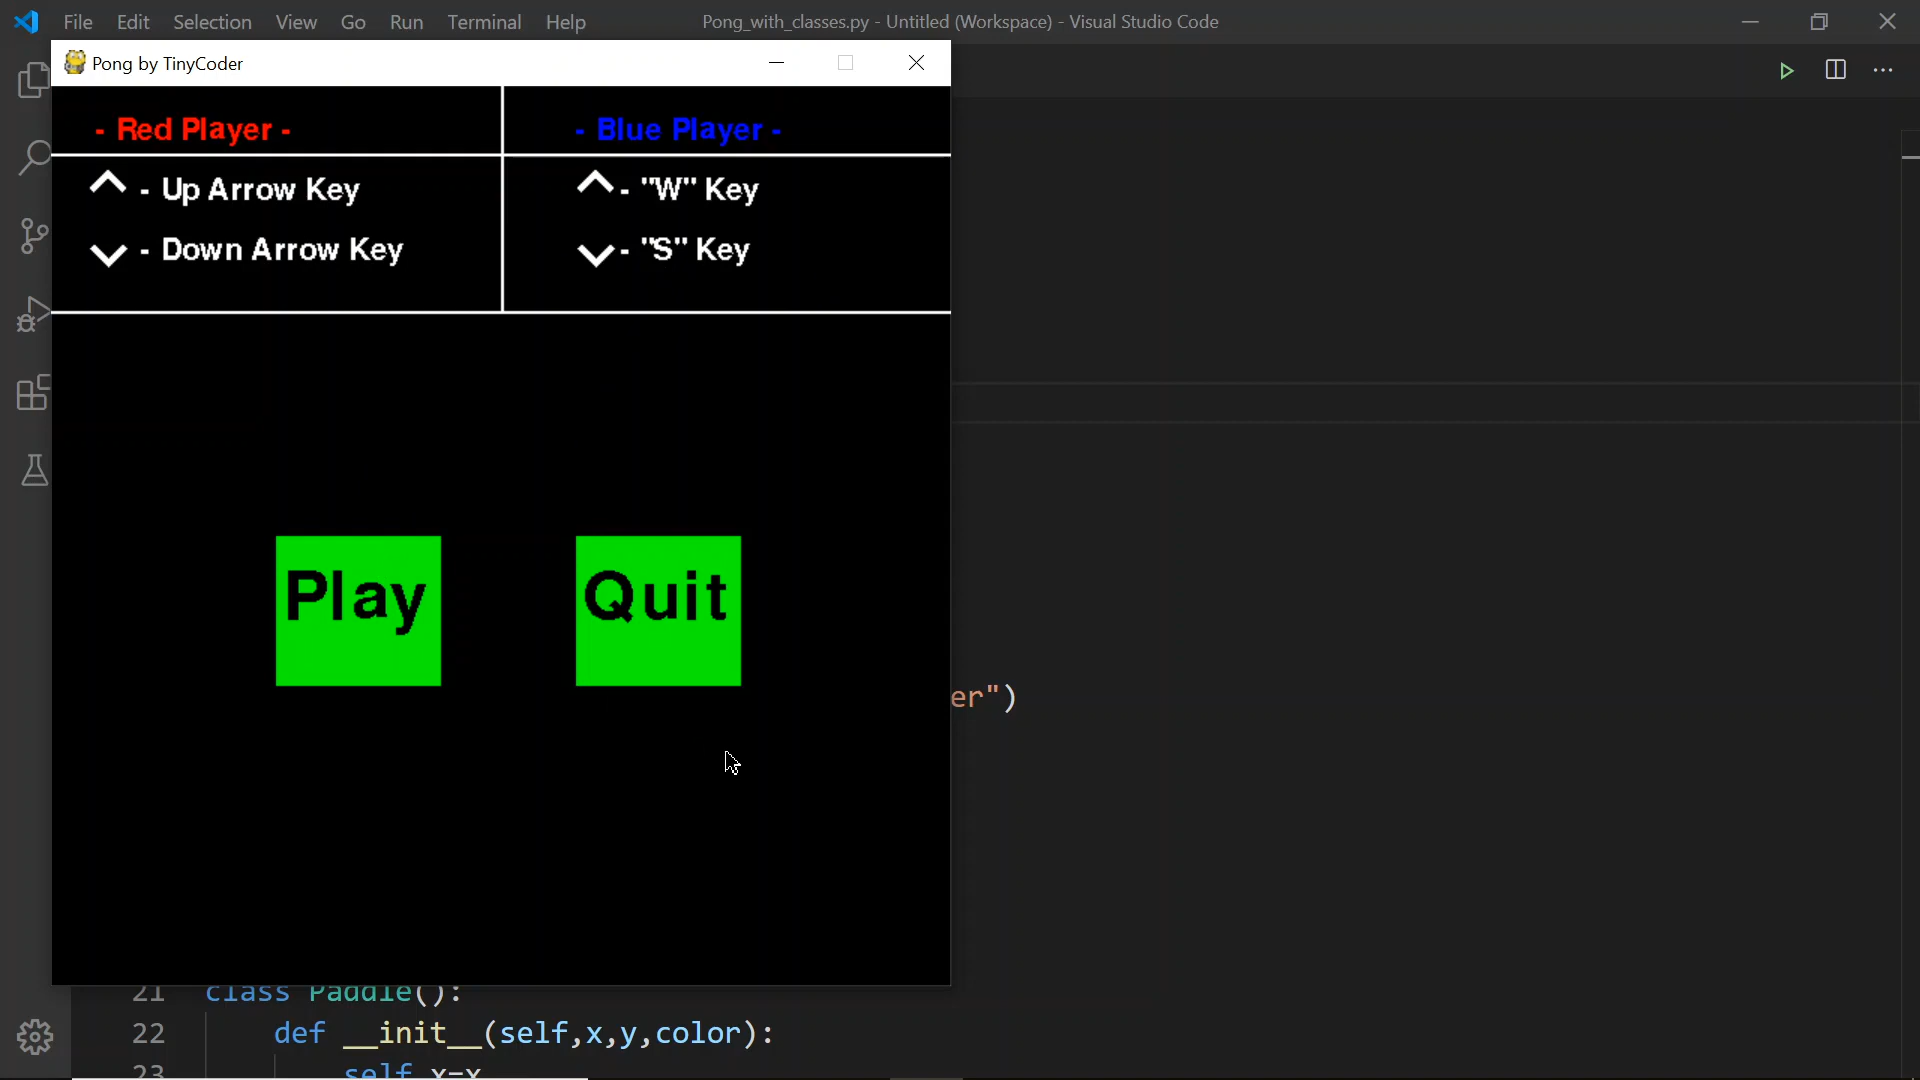 File Edit Selection View Go Run Terminal Help Pong_with_classes.py - Untitled (Workspace) - Visual Studio Code
Pong by TinyCoder
- Red Player - - Blue Player -
- Up Arrow Key - "W" Key
- Down Arrow Key - "S" Key
Play Quit
er")
21 class Paddle():
22 def __init__(self,x,y,color):
23 self.x=x